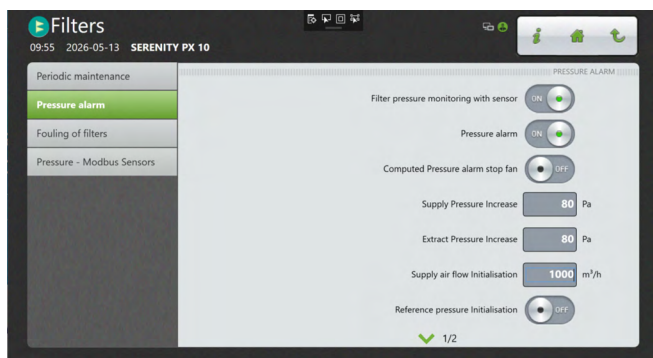 Filters
09:55 2026-05-13 SERENITY PX 10
Periodic maintenance
Pressure alarm
Fouling of filters
Pressure - Modbus Sensors
PRESSURE ALARM
Filter pressure monitoring with sensor ON
Pressure alarm ON
Computed Pressure alarm stop fan OFF
Supply Pressure Increase 80 Pa
Extract Pressure Increase 80 Pa
Supply air flow Initialisation 1000 m³/h
Reference pressure Initialisation OFF
1/2